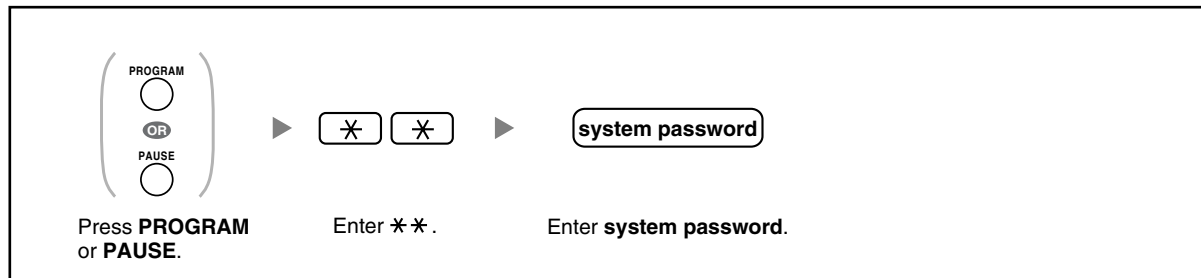 PROGRAM
OR
PAUSE
✳ ✳
system password
Press PROGRAM
or PAUSE.
Enter ✳✳.
Enter system password.